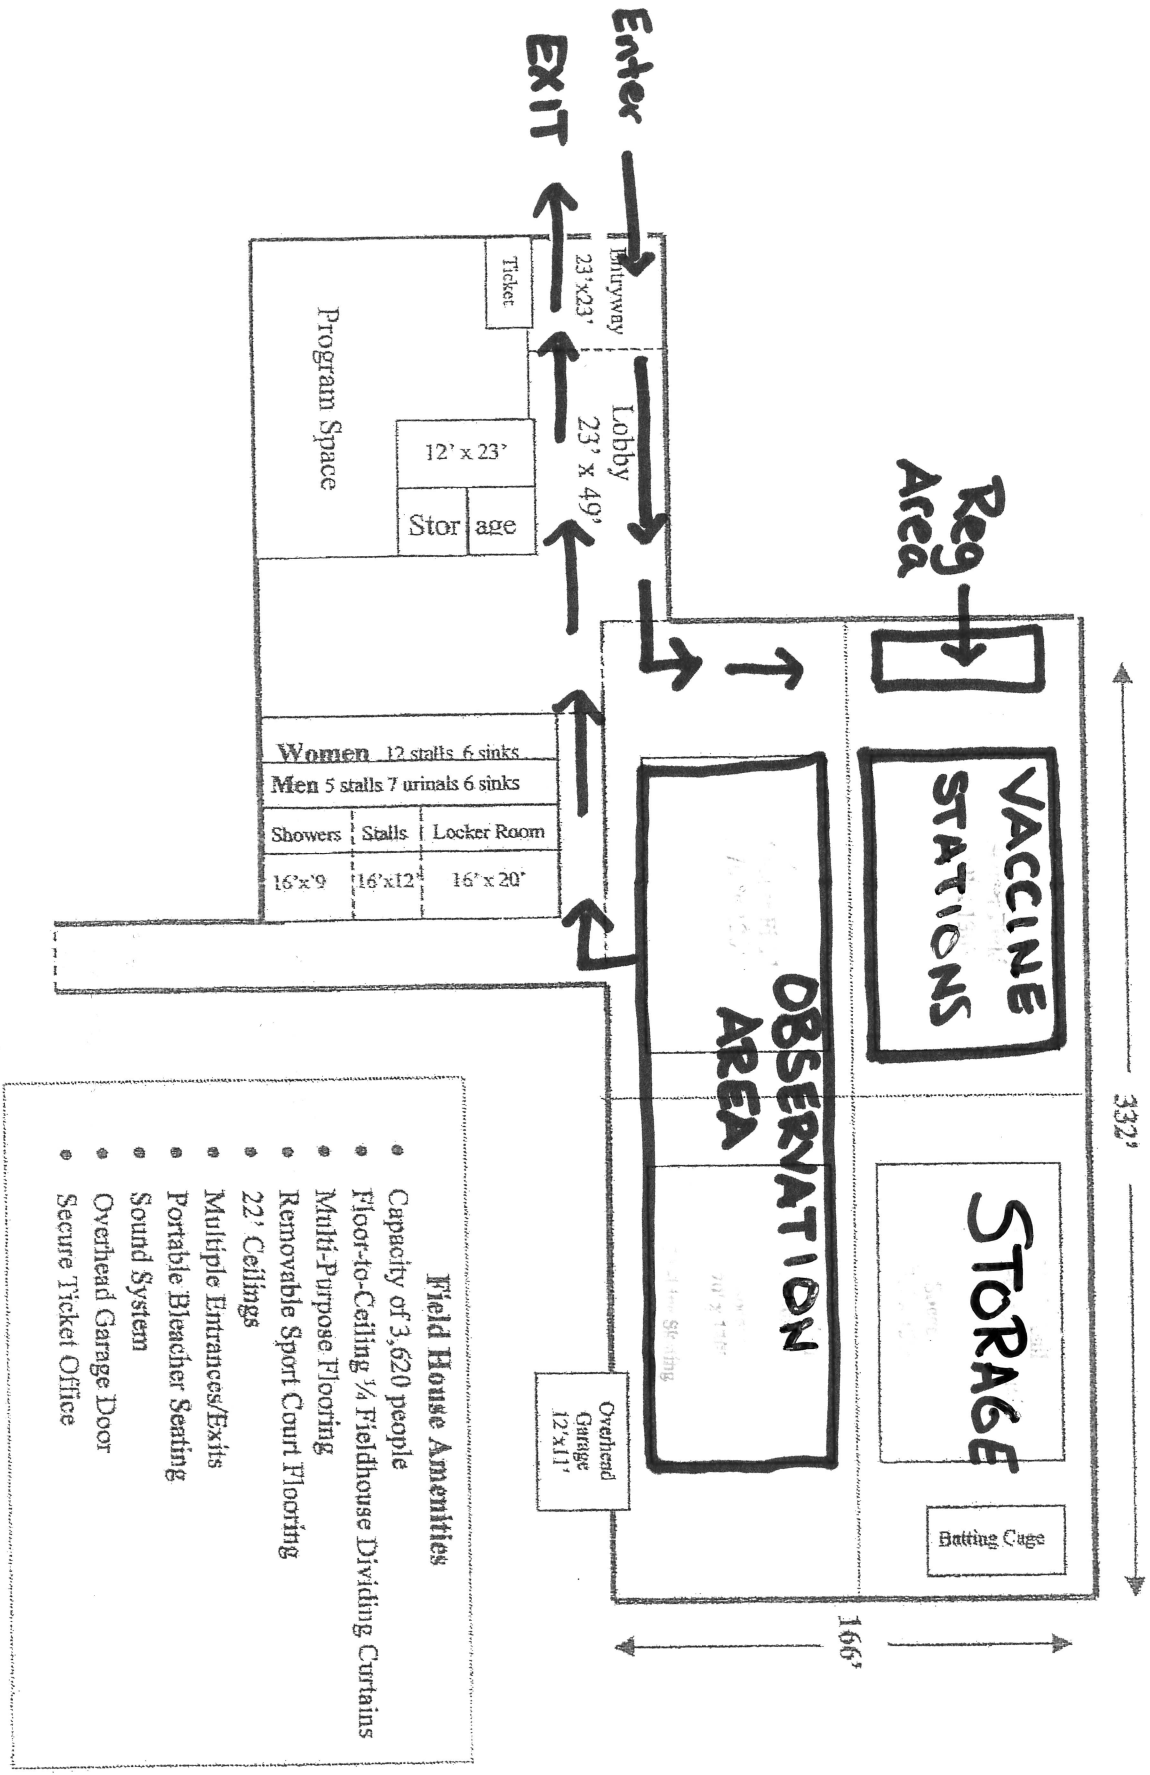 Enter
EXIT
Entryway
23'x23'
Ticket
Lobby
23' x 49'
Program Space
12' x 23'
Storage
Reg
Area
VACCINE
STATIONS
OBSERVATION
AREA
STORAGE
Women 12 stalls 6 sinks
Men 5 stalls 7 urinals 6 sinks
Showers
Stalls
Locker Room
16'x'9
16'x12'
16' x 20'
Overhead
Garage
12'x11'
Batting Cage
332'
166'
Field House Amenities
• Capacity of 3,620 people
• Floor-to-Ceiling ¼ Fieldhouse Dividing Curtains
• Multi-Purpose Flooring
• Removable Sport Court Flooring
• 22' Ceilings
• Multiple Entrances/Exits
• Portable Bleacher Seating
• Sound System
• Overhead Garage Door
• Secure Ticket Office